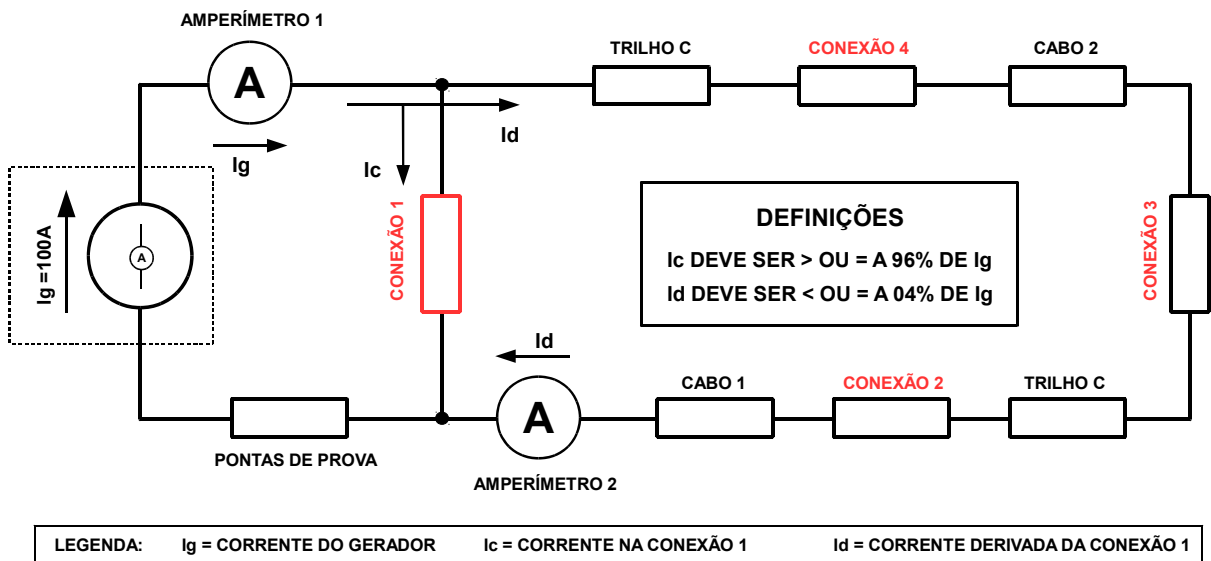 AMPERÍMETRO 1
A
TRILHO C
CONEXÃO 4
CABO 2
Ig
Id
Ic
Ig =100A
A
CONEXÃO 1
DEFINIÇÕES
Ic DEVE SER > OU = A 96% DE Ig
Id DEVE SER < OU = A 04% DE Ig
CONEXÃO 3
Id
A
CABO 1
CONEXÃO 2
TRILHO C
PONTAS DE PROVA
AMPERÍMETRO 2
LEGENDA: Ig = CORRENTE DO GERADOR Ic = CORRENTE NA CONEXÃO 1 Id = CORRENTE DERIVADA DA CONEXÃO 1